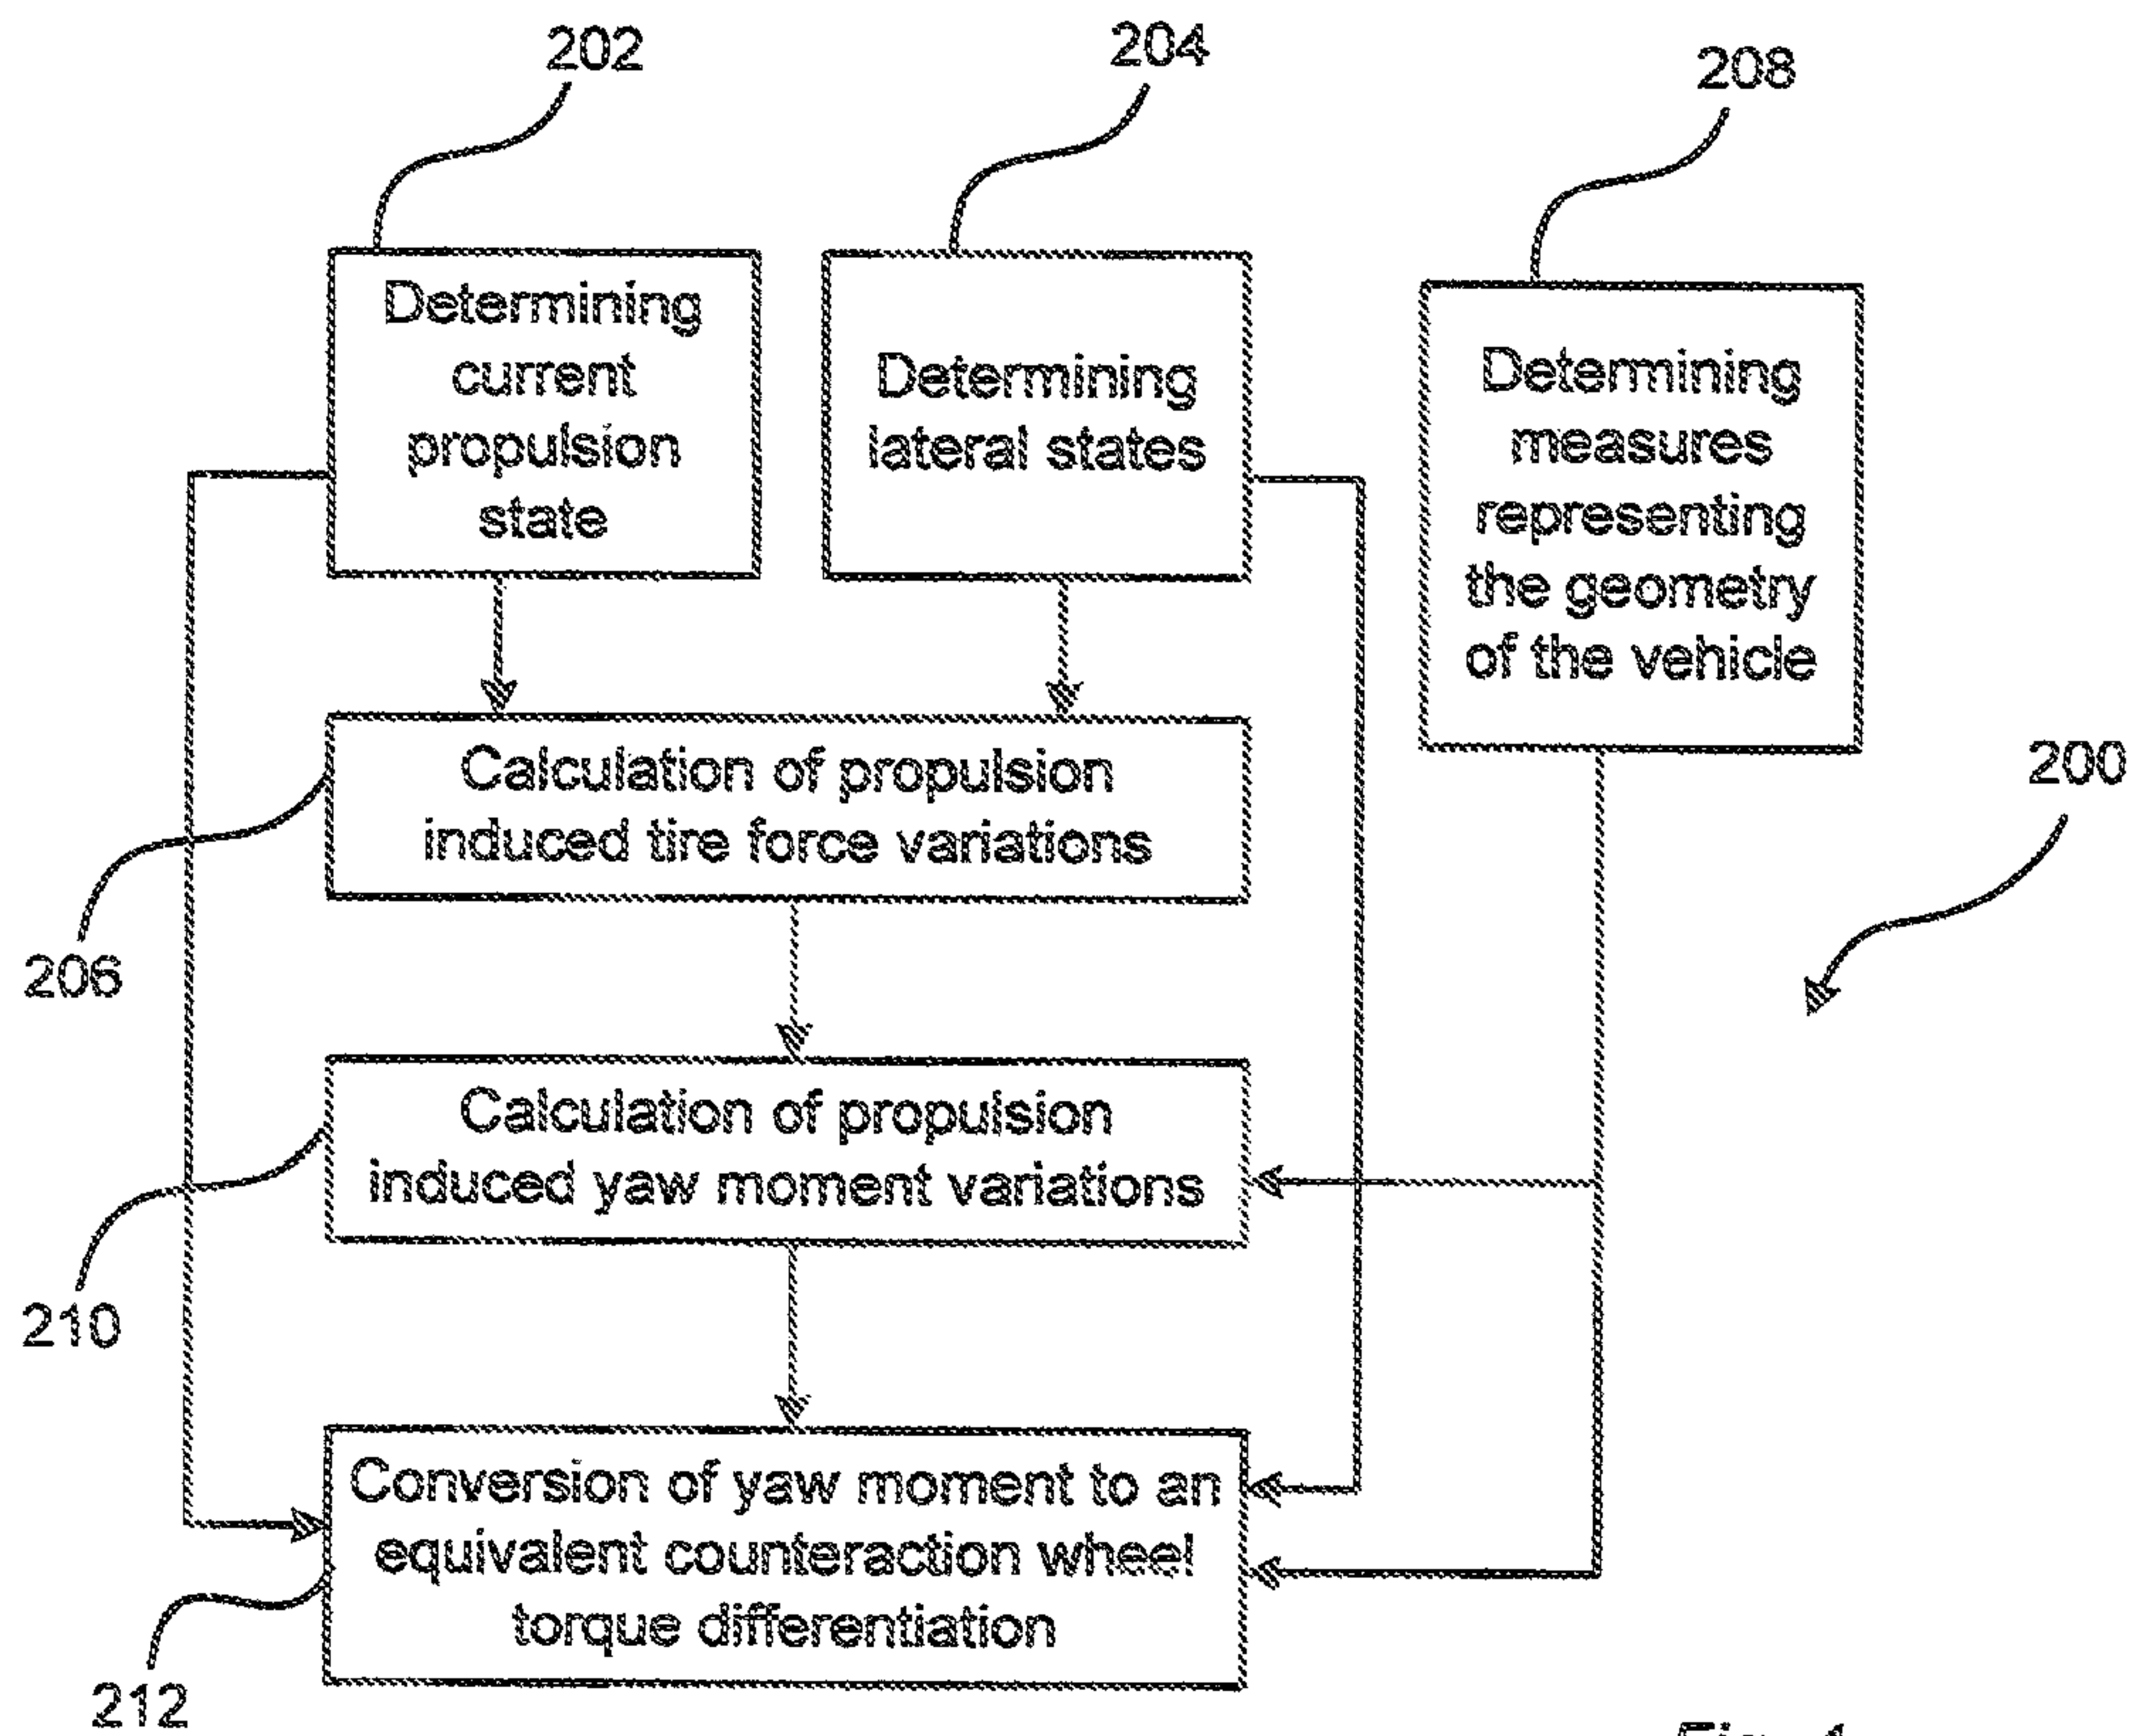 202
204
208
Determining
current
propulsion
state
Determining
lateral states
Determining
measures
representing
the geometry
of the vehicle
200
Calculation of propulsion
induced tire force variations
206
Calculation of propulsion
induced yaw moment variations
210
Conversion of yaw moment to an
equivalent counteraction wheel
torque differentiation
212